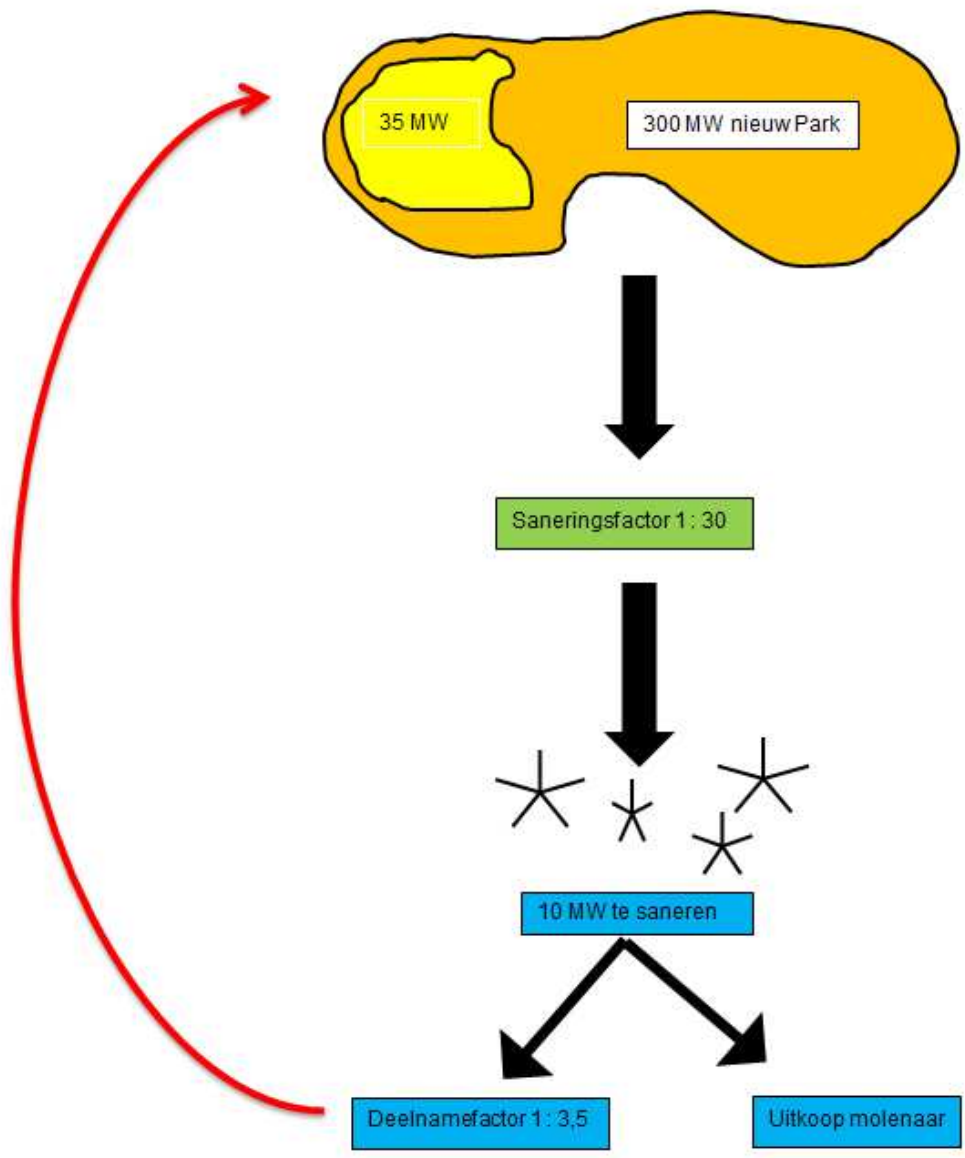 35 MW
300 MW nieuw Park
Saneringsfactor 1 : 30
10 MW te saneren
Deelnamefactor 1 : 3,5
Uitkoop molenaar